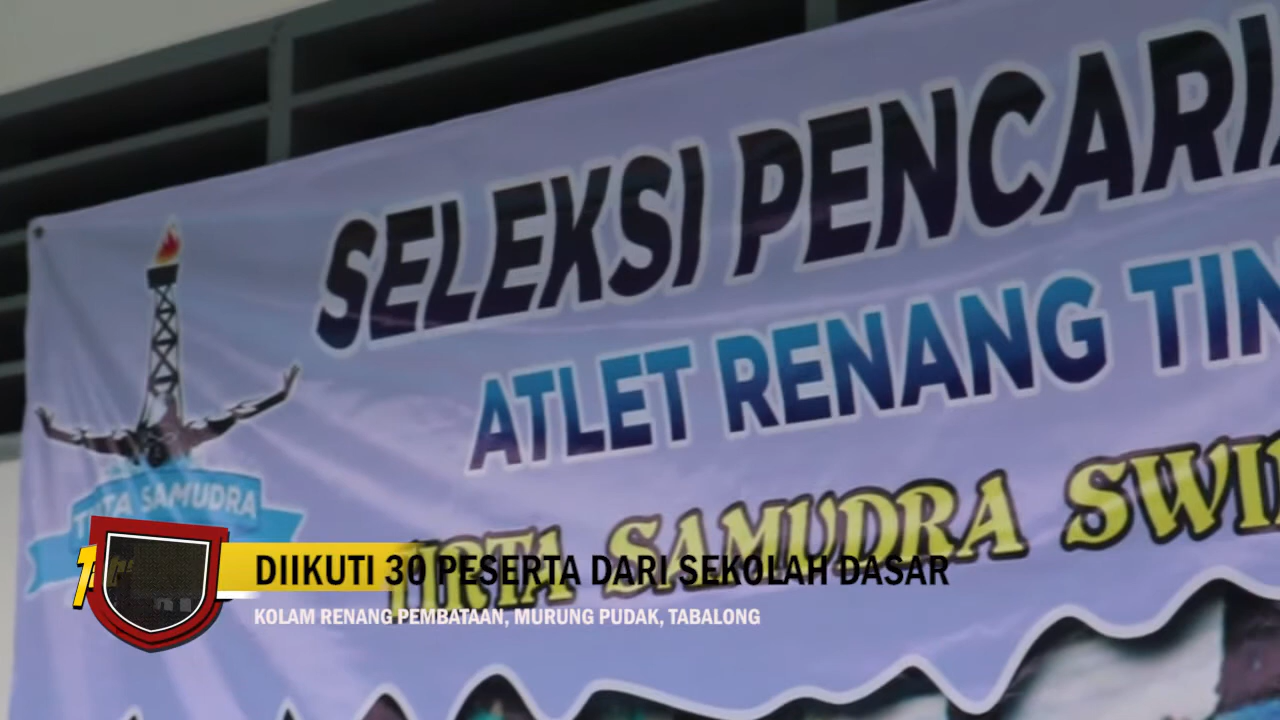 SELEKSI PENCARI
ATLET RENANG TIN
TIRTA SAMUDRA SWI
TIRTA SAMUDRA
DIIKUTI 30 PESERTA DARI SEKOLAH DASAR
KOLAM RENANG PEMBATAAN, MURUNG PUDAK, TABALONG